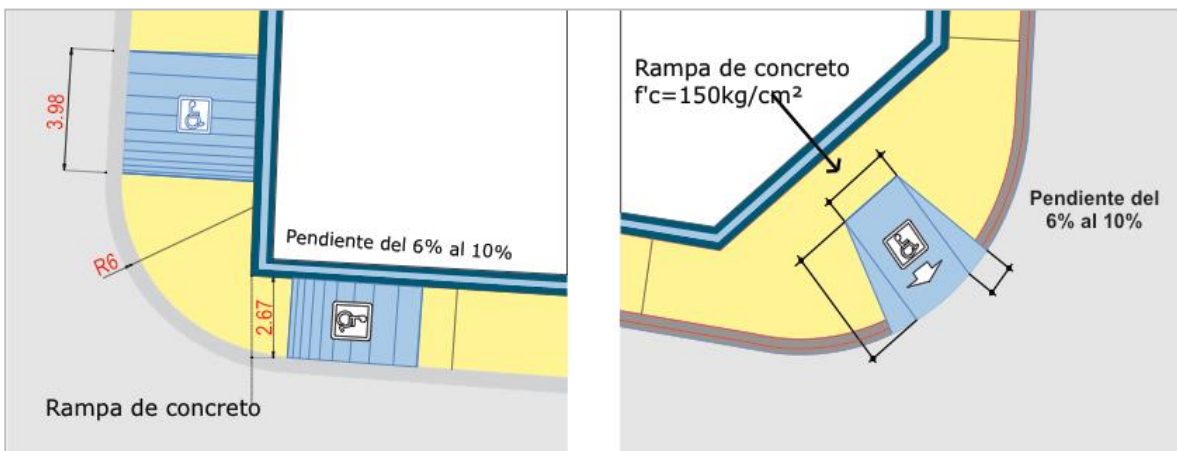 3.98
R6
Pendiente del 6% al 10%
2.67
Rampa de concreto
Rampa de concreto
f'c=150kg/cm²
Pendiente del
6% al 10%